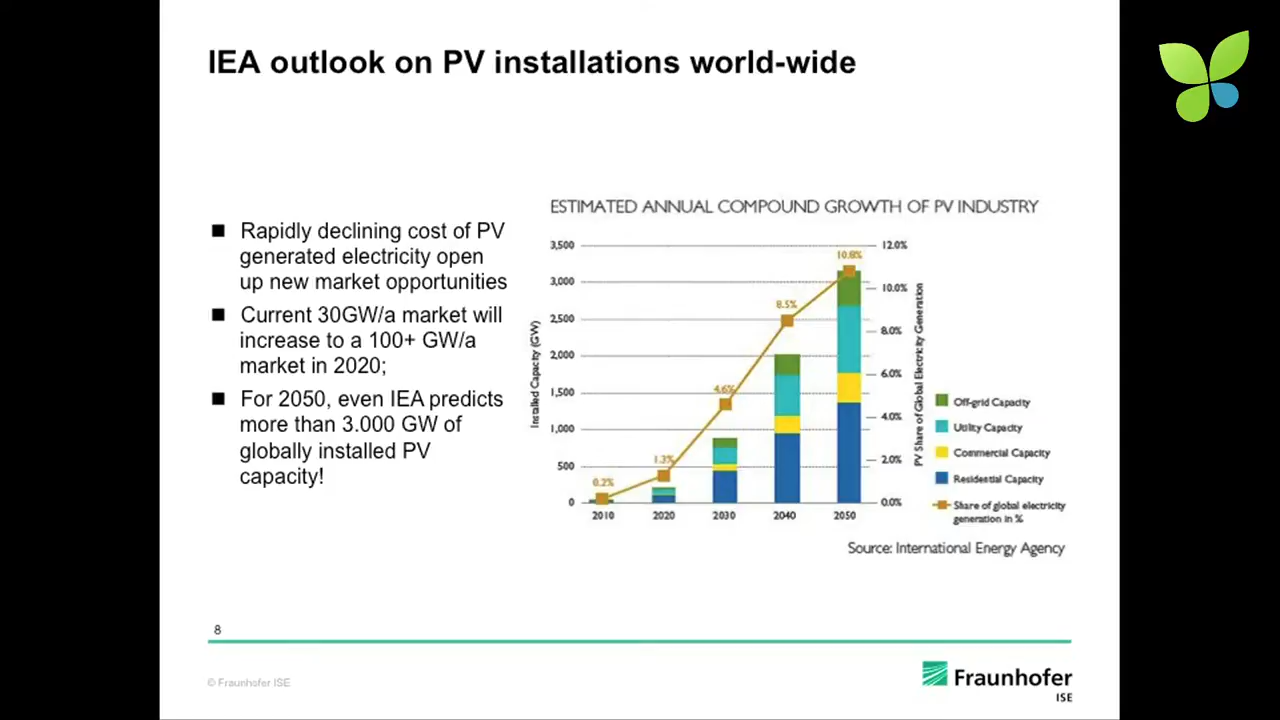 IEA outlook on PV installations world-wide
Rapidly declining cost of PV
generated electricity open
up new market opportunities
Current 30GW/a market will
increase to a 100+ GW/a
market in 2020;
For 2050, even IEA predicts
more than 3.000 GW of
globally installed PV
capacity!
ESTIMATED ANNUAL COMPOUND GROWTH OF PV INDUSTRY
Installed Capacity (GW)
3,500
3,000
2,500
2,000
1,500
1,000
500
0
0.2%
1.3%
4.6%
8.5%
10.8%
12.0%
10.0%
8.0%
6.0%
4.0%
2.0%
0.0%
PV Share of Global Electricity Generation
2010 2020 2030 2040 2050
Off-grid Capacity
Utility Capacity
Commercial Capacity
Residential Capacity
Share of global electricity
generation in %
Source: International Energy Agency
8
© Fraunhofer ISE
Fraunhofer
ISE